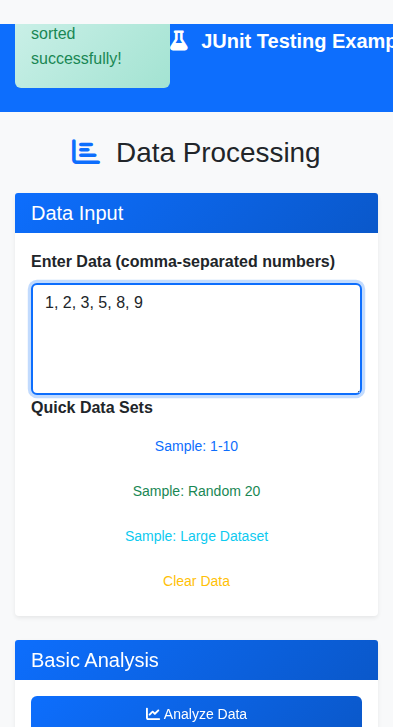 sorted
successfully!
JUnit Testing Examp
Data Processing
Data Input
Enter Data (comma-separated numbers)
1, 2, 3, 5, 8, 9
Quick Data Sets
Sample: 1-10
Sample: Random 20
Sample: Large Dataset
Clear Data
Basic Analysis
Analyze Data